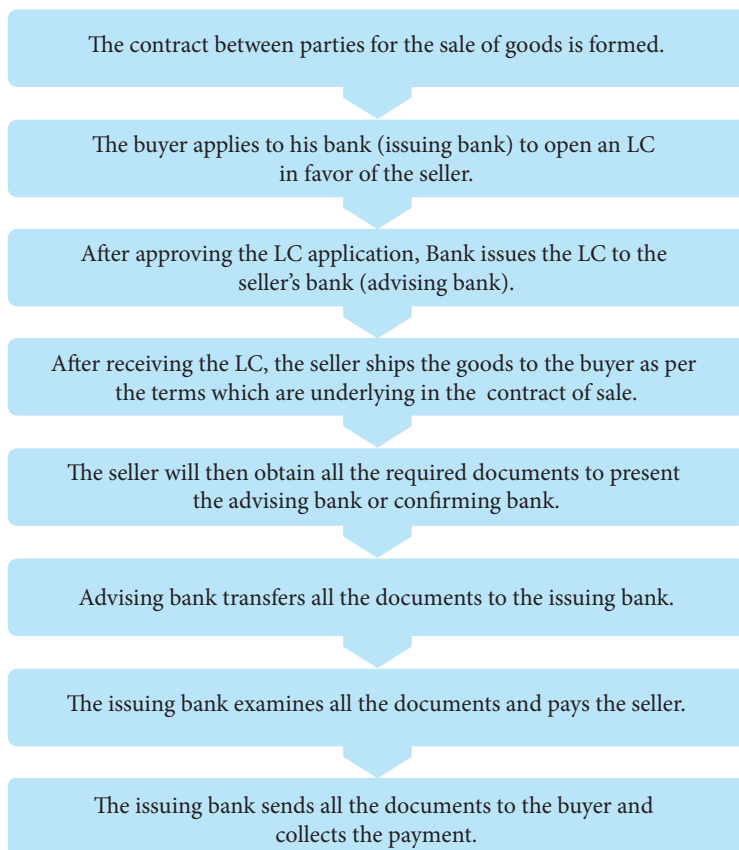 The contract between parties for the sale of goods is formed.
The buyer applies to his bank (issuing bank) to open an LC
in favor of the seller.
After approving the LC application, Bank issues the LC to the
seller’s bank (advising bank).
After receiving the LC, the seller ships the goods to the buyer as per
the terms which are underlying in the contract of sale.
The seller will then obtain all the required documents to present
the advising bank or confirming bank.
Advising bank transfers all the documents to the issuing bank.
The issuing bank examines all the documents and pays the seller.
The issuing bank sends all the documents to the buyer and
collects the payment.